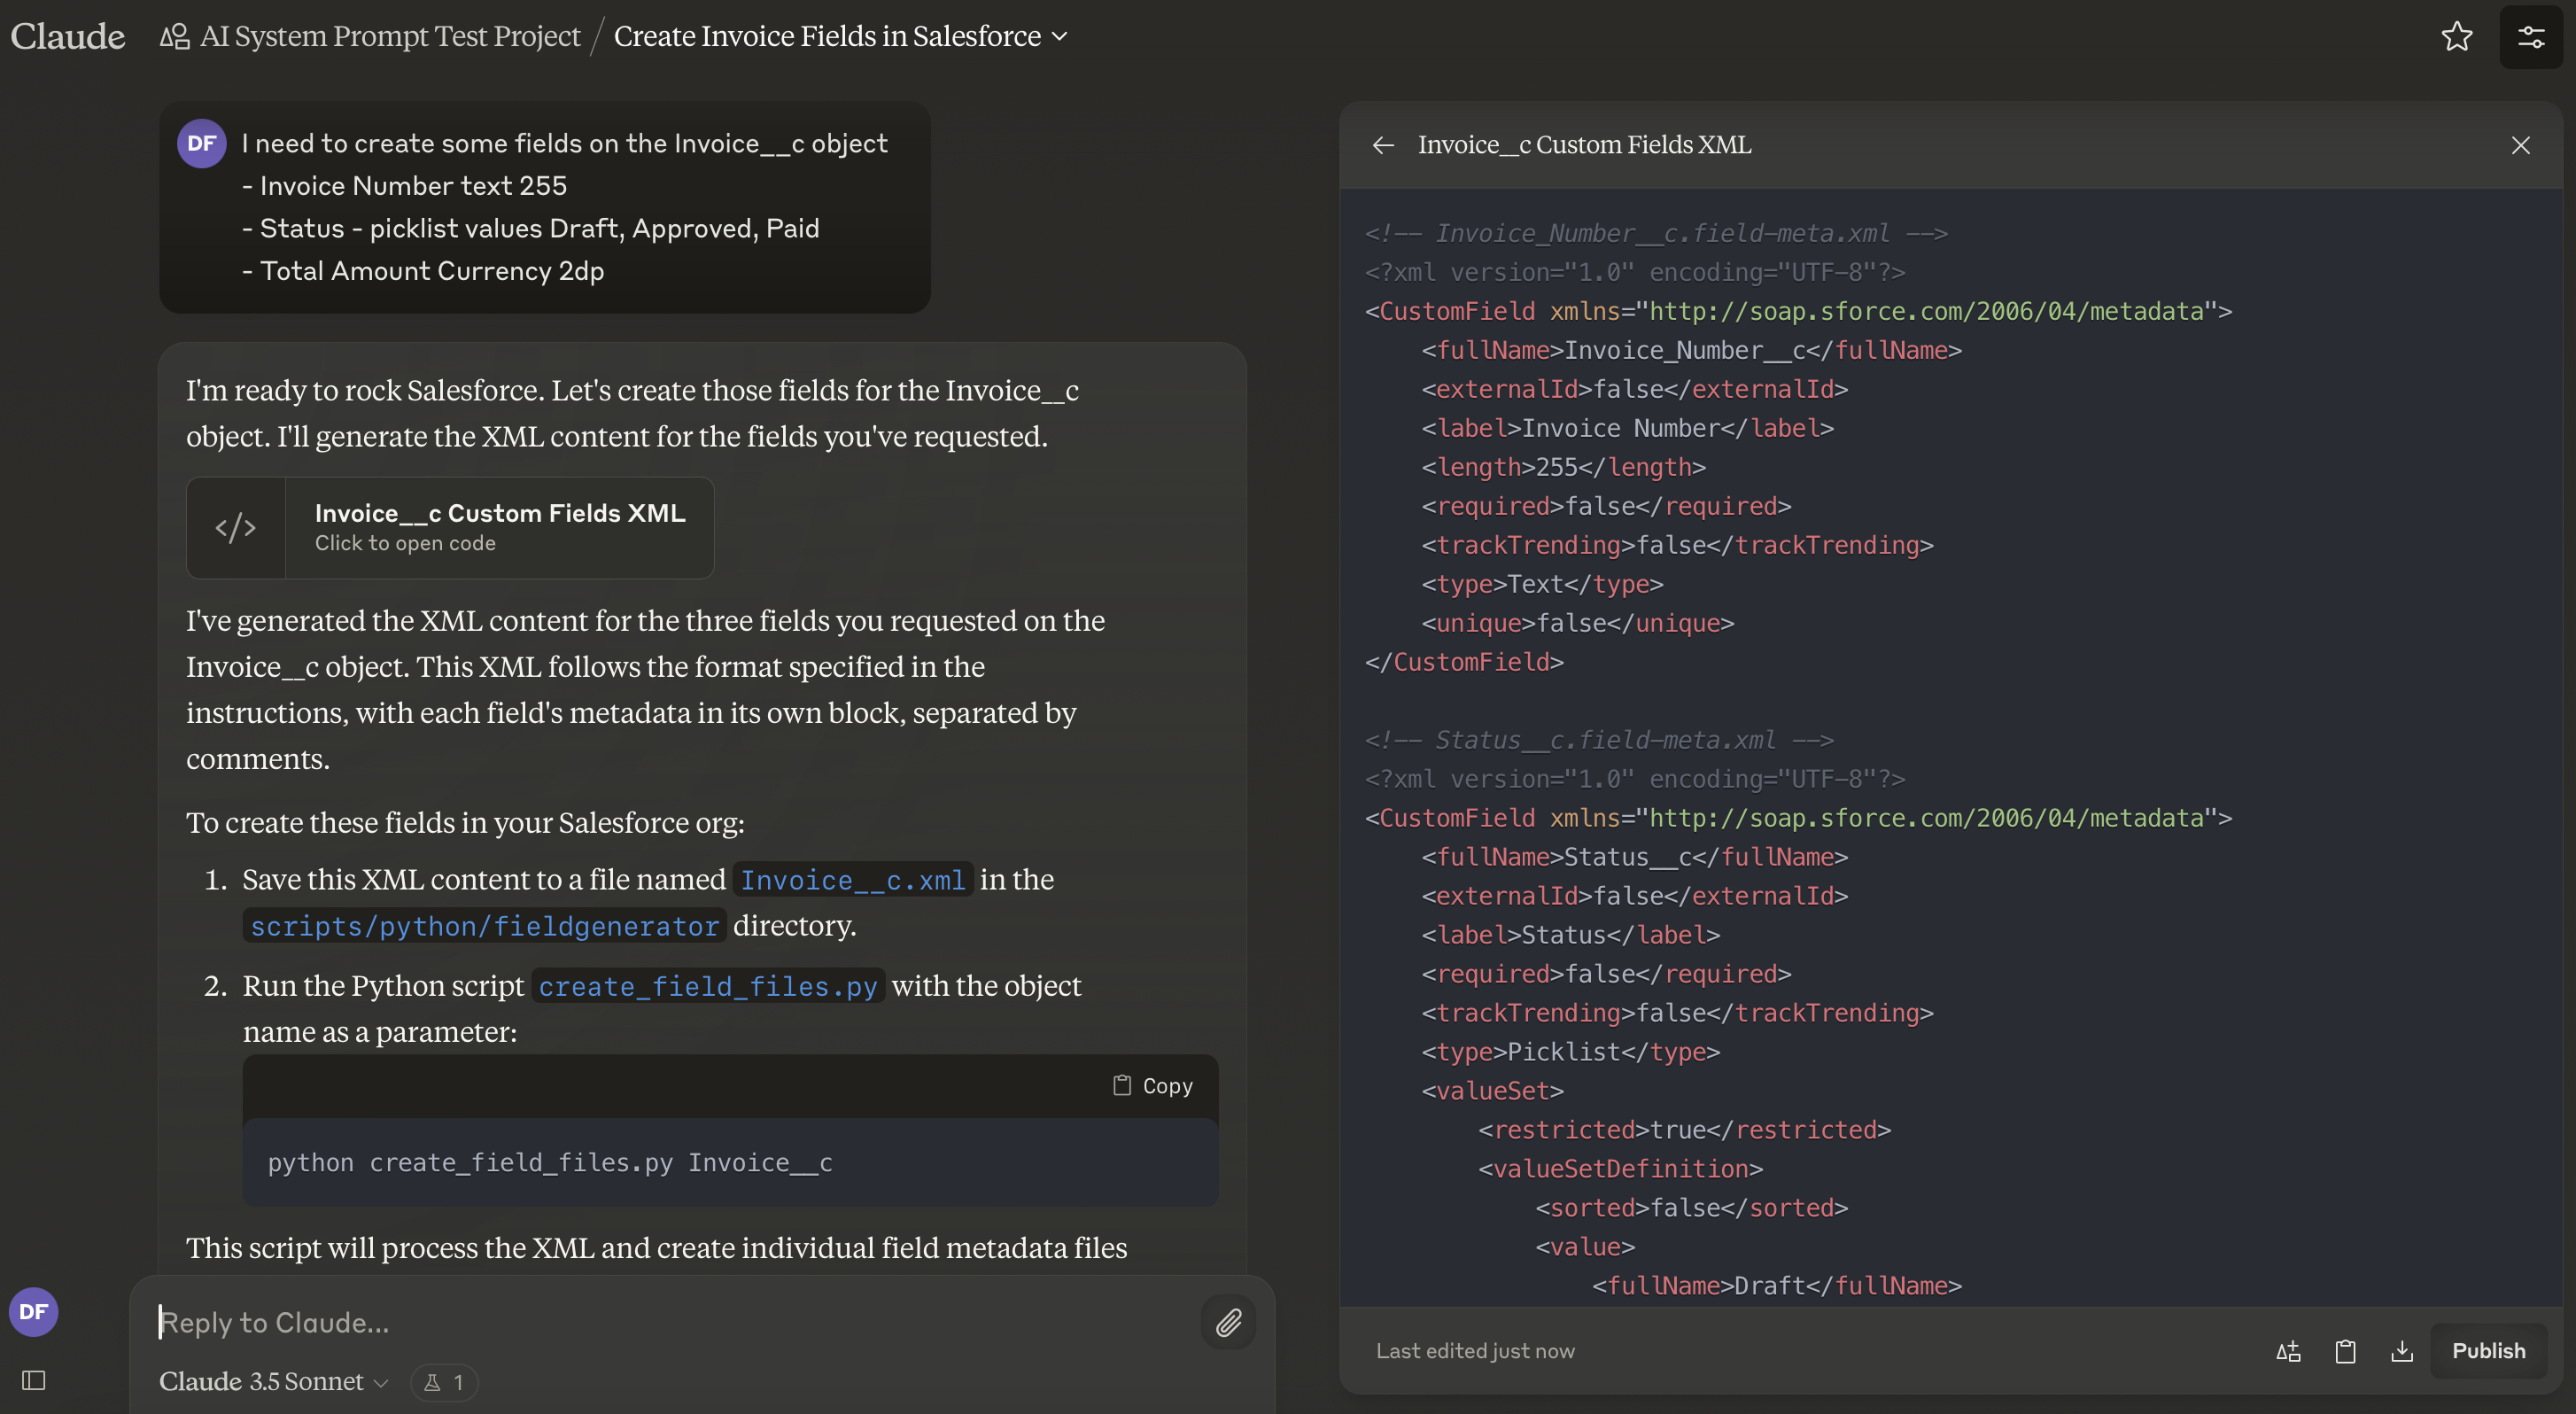 Claude
AI System Prompt Test Project / Create Invoice Fields in Salesforce
DF
I need to create some fields on the Invoice__c object
- Invoice Number text 255
- Status - picklist values Draft, Approved, Paid
- Total Amount Currency 2dp
I'm ready to rock Salesforce. Let's create those fields for the Invoice__c
object. I'll generate the XML content for the fields you've requested.
</>
Invoice__c Custom Fields XML
Click to open code
I've generated the XML content for the three fields you requested on the
Invoice__c object. This XML follows the format specified in the
instructions, with each field's metadata in its own block, separated by
comments.
To create these fields in your Salesforce org:
1. Save this XML content to a file named Invoice__c.xml in the
scripts/python/fieldgenerator directory.
2. Run the Python script create_field_files.py with the object
name as a parameter:
Copy
python create_field_files.py Invoice__c
This script will process the XML and create individual field metadata files
DF
Reply to Claude...
Claude 3.5 Sonnet
1
Invoice__c Custom Fields XML
<!-- Invoice_Number__c.field-meta.xml -->
<?xml version="1.0" encoding="UTF-8"?>
<CustomField xmlns="http://soap.sforce.com/2006/04/metadata">
    <fullName>Invoice_Number__c</fullName>
    <externalId>false</externalId>
    <label>Invoice Number</label>
    <length>255</length>
    <required>false</required>
    <trackTrending>false</trackTrending>
    <type>Text</type>
    <unique>false</unique>
</CustomField>
<!-- Status__c.field-meta.xml -->
<?xml version="1.0" encoding="UTF-8"?>
<CustomField xmlns="http://soap.sforce.com/2006/04/metadata">
    <fullName>Status__c</fullName>
    <externalId>false</externalId>
    <label>Status</label>
    <required>false</required>
    <trackTrending>false</trackTrending>
    <type>Picklist</type>
    <valueSet>
        <restricted>true</restricted>
        <valueSetDefinition>
            <sorted>false</sorted>
            <value>
                <fullName>Draft</fullName>
Last edited just now
Publish